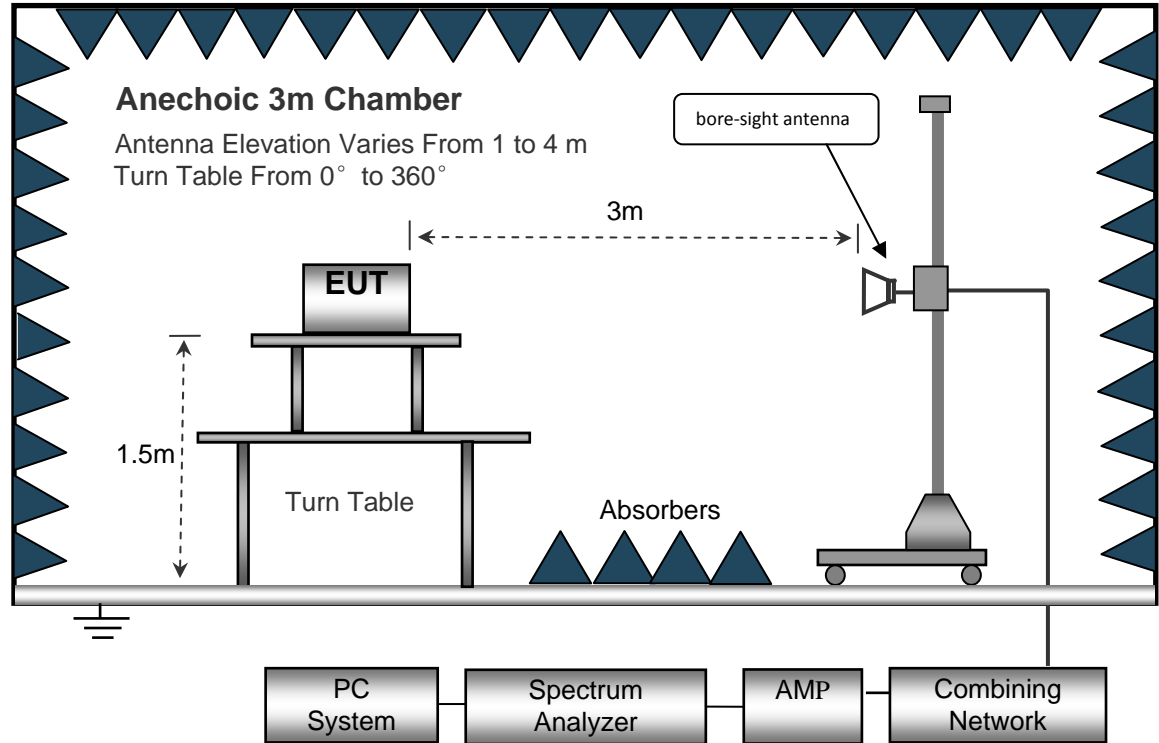 Anechoic 3m Chamber
Antenna Elevation Varies From 1 to 4 m
Turn Table From 0° to 360°
bore-sight antenna
3m
EUT
1.5m
Turn Table
Absorbers
PC
System
Spectrum
Analyzer
AMP
Combining
Network